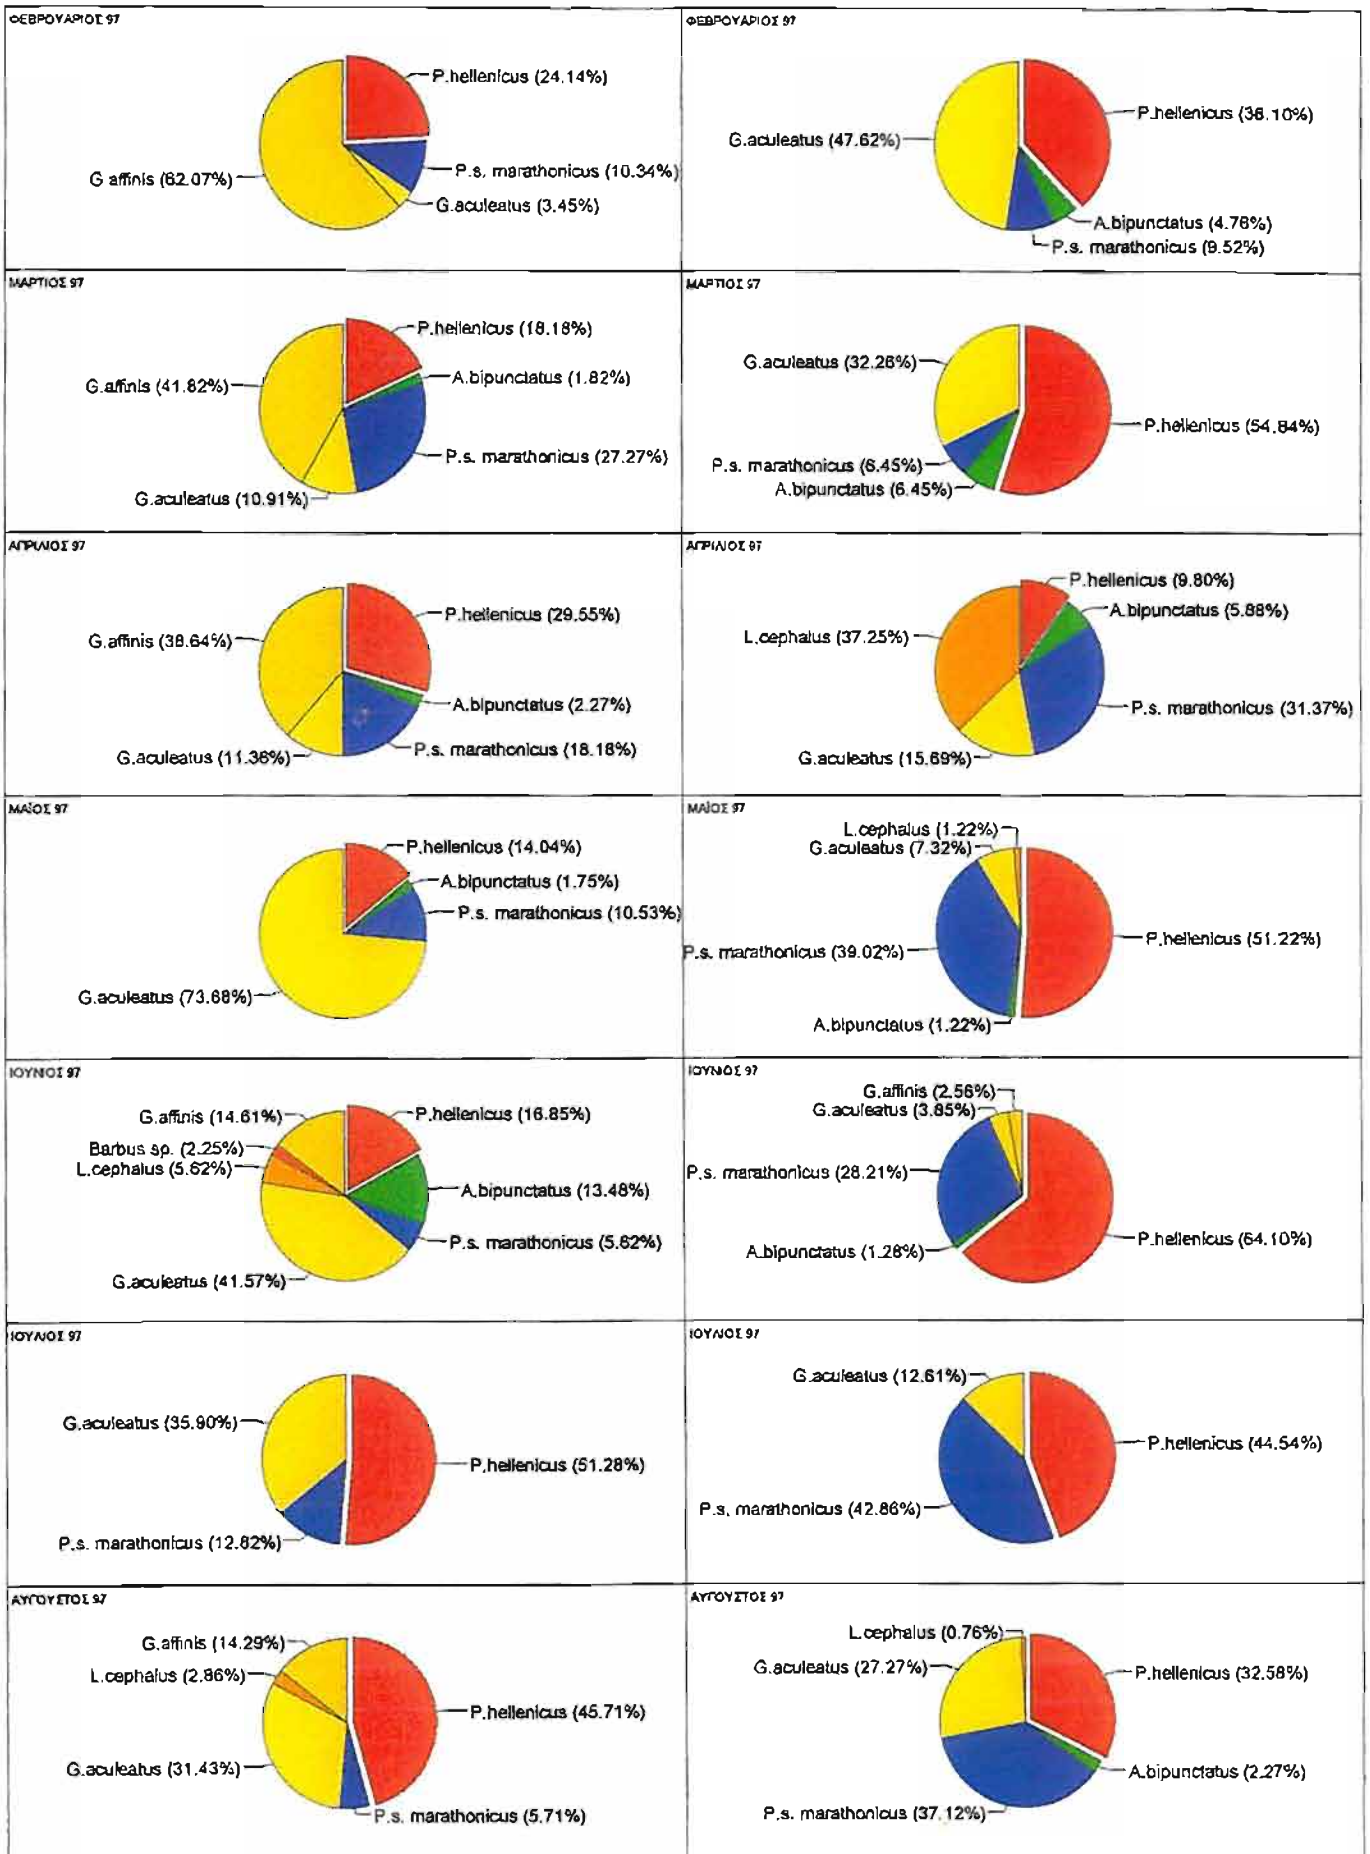 ΦΕΒΡΟΥΑΡΙΟΣ 97
P.hellenicus (24.14%)
P.s. marathonicus (10.34%)
G.aculeatus (3.45%)
G affinis (62.07%)
ΦΕΒΡΟΥΑΡΙΟΣ 97
P.hellenicus (38.10%)
G.aculeatus (47.62%)
A.bipunctatus (4.76%)
P.s. marathonicus (9.52%)
ΜΑΡΤΙΟΣ 97
P.hellenicus (18.18%)
A.bipunctatus (1.82%)
G.affinis (41.82%)
P.s. marathonicus (27.27%)
G.aculeatus (10.91%)
ΜΑΡΤΙΟΣ 97
G.aculeatus (32.26%)
P.hellenicus (54.84%)
P.s. marathonicus (6.45%)
A.bipunctatus (6.45%)
ΑΠΡΙΛΙΟΣ 97
P.hellenicus (29.55%)
G.affinis (38.64%)
A.bipunctatus (2.27%)
P.s. marathonicus (18.18%)
G.aculeatus (11.36%)
ΑΠΡΙΛΙΟΣ 97
P.hellenicus (9.80%)
A.bipunctatus (5.88%)
L.cephalus (37.25%)
P.s. marathonicus (31.37%)
G.aculeatus (15.69%)
ΜΑΪΟΣ 97
P.hellenicus (14.04%)
A.bipunctatus (1.75%)
P.s. marathonicus (10.53%)
G.aculeatus (73.68%)
ΜΑΪΟΣ 97
L.cephalus (1.22%)
G.aculeatus (7.32%)
P.hellenicus (51.22%)
P.s. marathonicus (39.02%)
A.bipunctatus (1.22%)
ΙΟΥΝΙΟΣ 97
G.affinis (14.61%)
P.hellenicus (16.85%)
Barbus sp. (2.25%)
L.cephalus (5.62%)
A.bipunctatus (13.48%)
P.s. marathonicus (5.62%)
G.aculeatus (41.57%)
ΙΟΥΝΙΟΣ 97
G.affinis (2.56%)
G.aculeatus (3.85%)
P.s. marathonicus (28.21%)
P.hellenicus (64.10%)
A.bipunctatus (1.28%)
ΙΟΥΛΙΟΣ 97
G.aculeatus (35.90%)
P.hellenicus (51.28%)
P.s. marathonicus (12.82%)
ΙΟΥΛΙΟΣ 97
G.aculeatus (12.61%)
P.hellenicus (44.54%)
P.s. marathonicus (42.86%)
ΑΥΓΟΥΣΤΟΣ 97
G.affinis (14.29%)
L.cephalus (2.86%)
P.hellenicus (45.71%)
G.aculeatus (31.43%)
P.s. marathonicus (5.71%)
ΑΥΓΟΥΣΤΟΣ 97
L.cephalus (0.76%)
G.aculeatus (27.27%)
P.hellenicus (32.58%)
A.bipunctatus (2.27%)
P.s. marathonicus (37.12%)